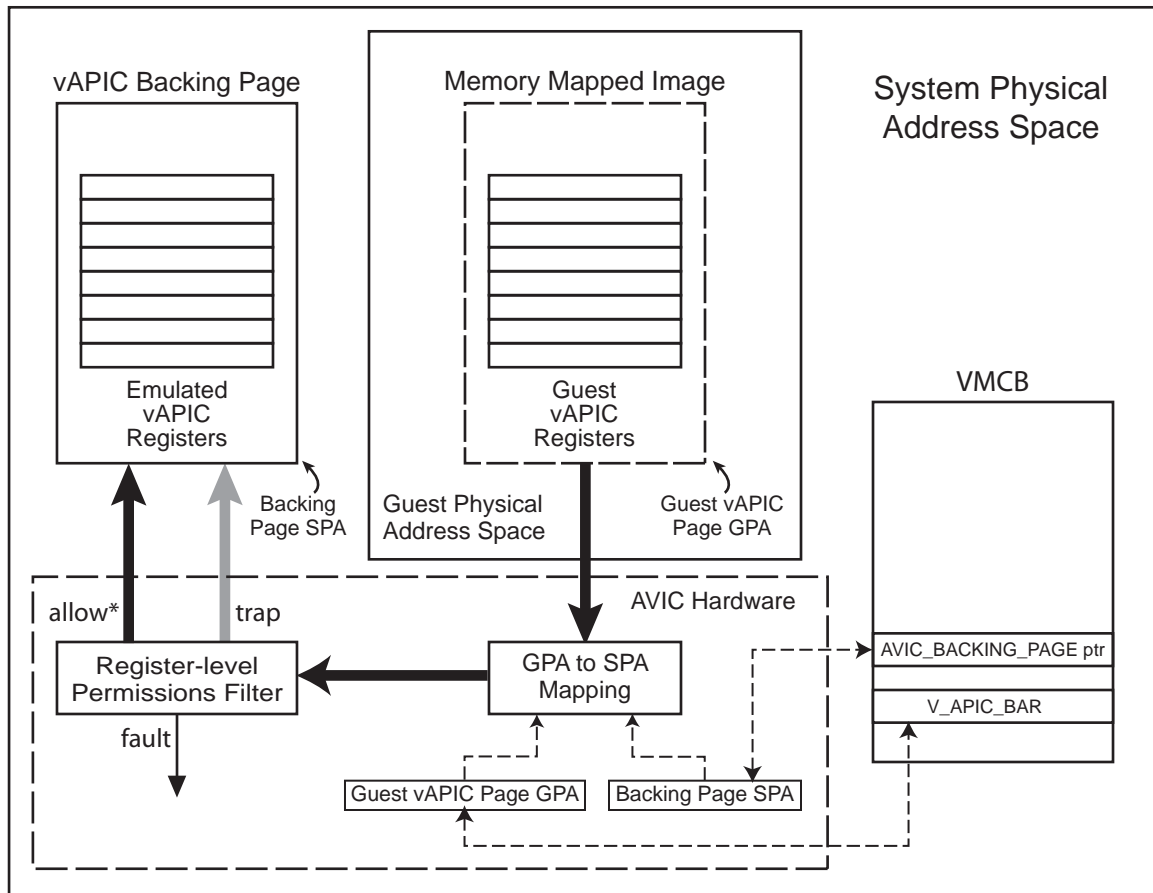 vAPIC Backing Page
Memory Mapped Image
System Physical
Address Space
Emulated
vAPIC
Registers
Guest
vAPIC
Registers
VMCB
Backing
Page SPA
Guest Physical
Address Space
Guest vAPIC
Page GPA
allow*
trap
AVIC Hardware
Register-level
Permissions Filter
GPA to SPA
Mapping
AVIC_BACKING_PAGE ptr
V_APIC_BAR
fault
Guest vAPIC Page GPA
Backing Page SPA